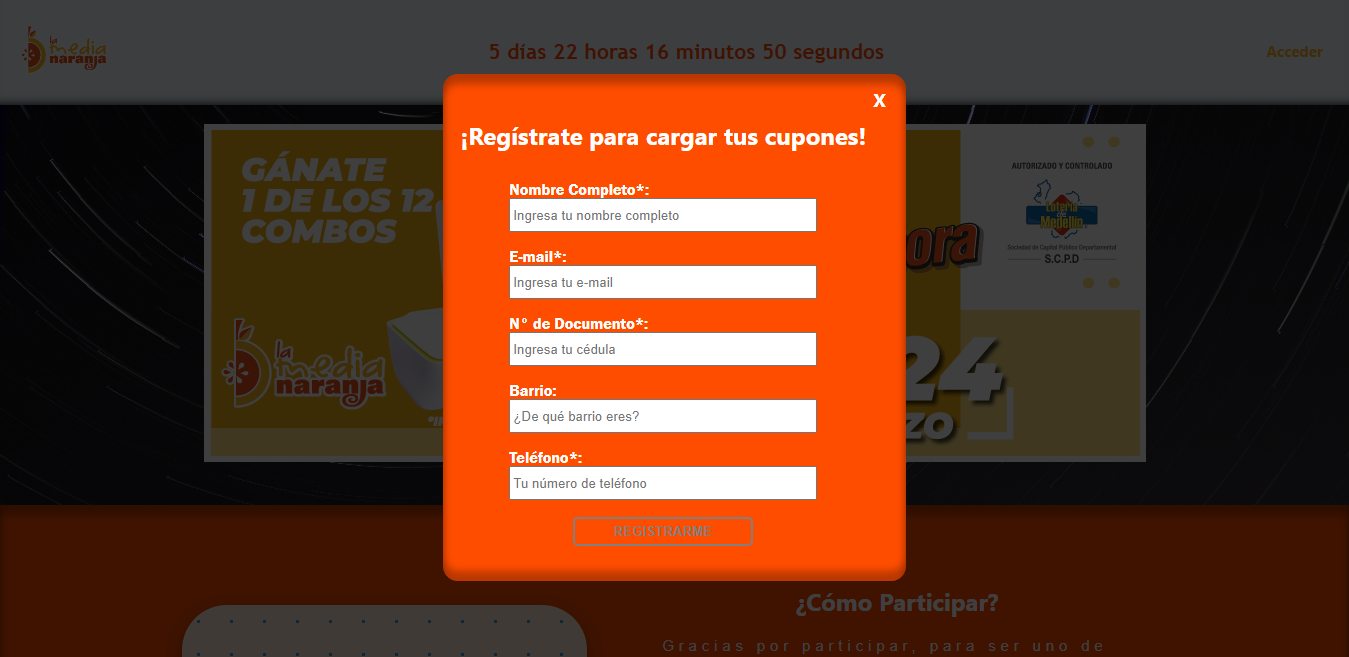 la
media
naranja
5 días 22 horas 16 minutos 50 segundos
Acceder
X
¡Regístrate para cargar tus cupones!
Nombre Completo*:
Ingresa tu nombre completo
E-mail*:
Ingresa tu e-mail
N° de Documento*:
Ingresa tu cédula
Barrio:
¿De qué barrio eres?
Teléfono*:
Tu número de teléfono
REGISTRARME
GÁNATE
1 DE LOS 12
COMBOS
la
media
naranja
AUTORIZADO Y CONTROLADO
Lotería
de
Medellín
Sociedad de Capital Público Departamental
S.C.P.D
ora
24
ZO
¿Cómo Participar?
Gracias por participar, para ser uno de